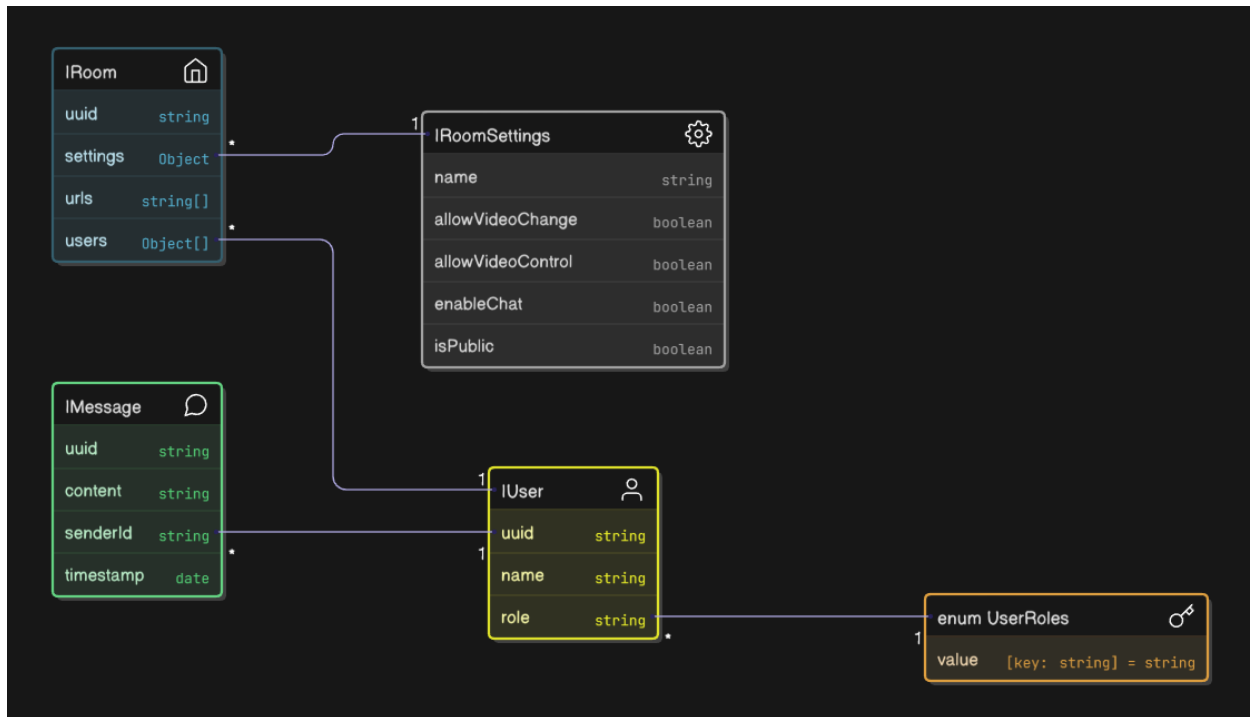 IRoom
uuid string
settings Object
urls string[]
users Object[]
*
*
1
IRoomSettings
name string
allowVideoChange boolean
allowVideoControl boolean
enableChat boolean
isPublic boolean
IMessage
uuid string
content string
senderId string
timestamp date
*
1
1
IUser
uuid string
name string
role string
*
1
enum UserRoles
value [key: string] = string